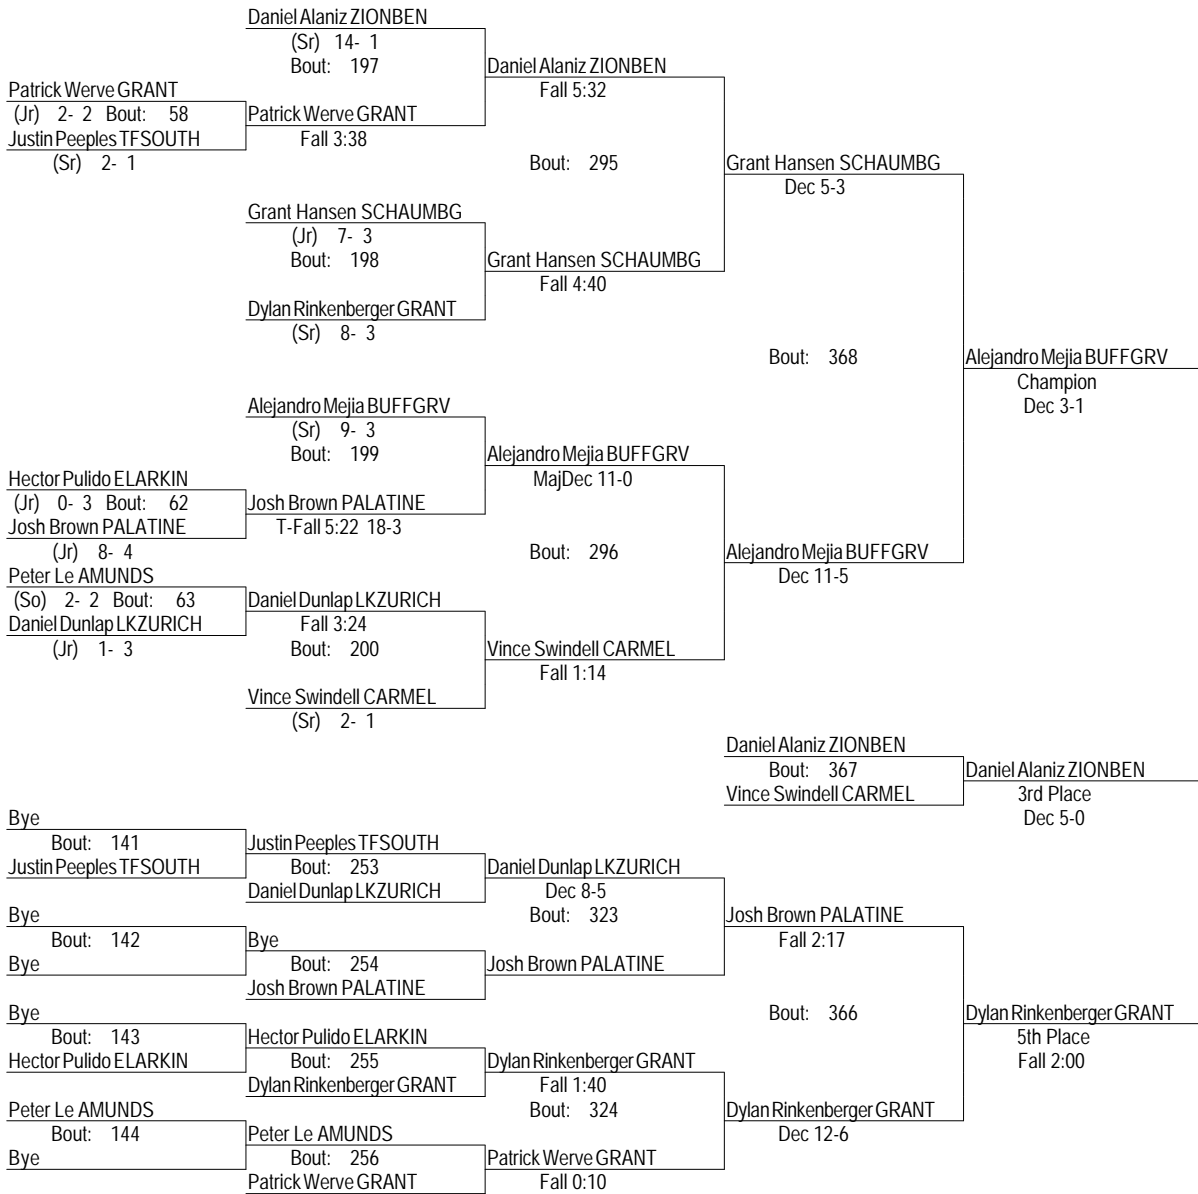 Daniel Alaniz ZIONBEN
(Sr) 14- 1
Bout: 197
Daniel Alaniz ZIONBEN
Fall 5:32
Patrick Werve GRANT
(Jr) 2- 2 Bout: 58
Patrick Werve GRANT
Justin Peeples TFSOUTH
Fall 3:38
(Sr) 2- 1
Bout: 295
Grant Hansen SCHAUMBG
Dec 5-3
Grant Hansen SCHAUMBG
(Jr) 7- 3
Bout: 198
Grant Hansen SCHAUMBG
Fall 4:40
Dylan Rinkenberger GRANT
(Sr) 8- 3
Bout: 368
Alejandro Mejia BUFFGRV
Champion
Dec 3-1
Alejandro Mejia BUFFGRV
(Sr) 9- 3
Bout: 199
Alejandro Mejia BUFFGRV
MajDec 11-0
Hector Pulido ELARKIN
(Jr) 0- 3 Bout: 62
Josh Brown PALATINE
Josh Brown PALATINE
T-Fall 5:22 18-3
(Jr) 8- 4
Bout: 296
Alejandro Mejia BUFFGRV
Dec 11-5
Peter Le AMUNDS
(So) 2- 2 Bout: 63
Daniel Dunlap LKZURICH
Daniel Dunlap LKZURICH
Fall 3:24
(Jr) 1- 3
Bout: 200
Vince Swindell CARMEL
Fall 1:14
Vince Swindell CARMEL
(Sr) 2- 1
Daniel Alaniz ZIONBEN
Bout: 367
Daniel Alaniz ZIONBEN
Vince Swindell CARMEL
3rd Place
Dec 5-0
Bye
Bout: 141
Justin Peeples TFSOUTH
Justin Peeples TFSOUTH
Bout: 253
Daniel Dunlap LKZURICH
Daniel Dunlap LKZURICH
Dec 8-5
Bye
Bout: 323
Josh Brown PALATINE
Bout: 142
Bye
Fall 2:17
Bye
Bout: 254
Josh Brown PALATINE
Josh Brown PALATINE
Bye
Bout: 366
Dylan Rinkenberger GRANT
Bout: 143
Hector Pulido ELARKIN
5th Place
Hector Pulido ELARKIN
Bout: 255
Dylan Rinkenberger GRANT
Fall 2:00
Dylan Rinkenberger GRANT
Fall 1:40
Peter Le AMUNDS
Bout: 324
Dylan Rinkenberger GRANT
Bout: 144
Peter Le AMUNDS
Dec 12-6
Bye
Bout: 256
Patrick Werve GRANT
Patrick Werve GRANT
Fall 0:10